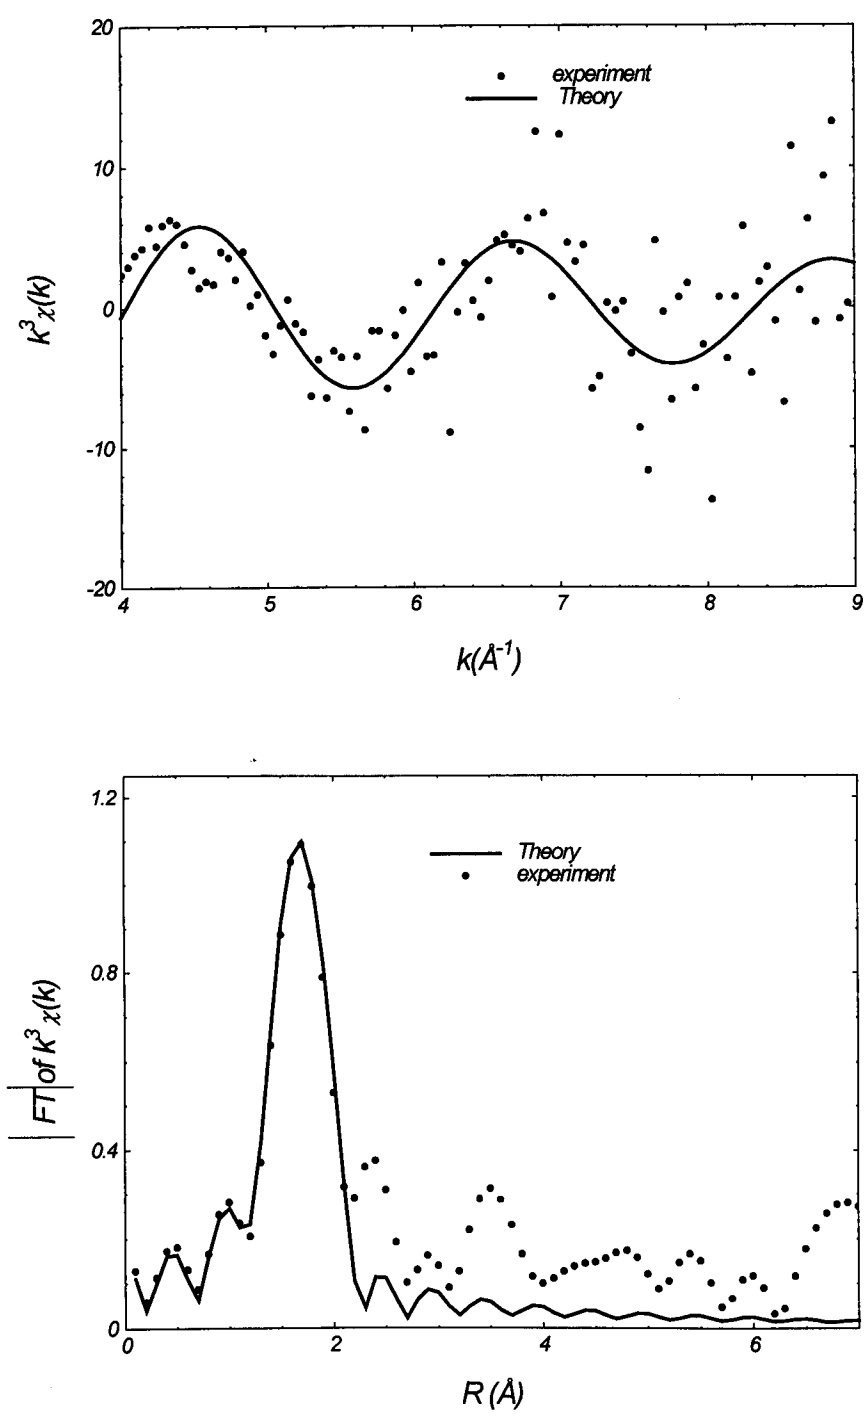 20
10
0
-10
-20
k³χ(k)
experiment
Theory
4 5 6 7 8 9
k(Å⁻¹)
1.2
0.8
0.4
0
|FT| of k³ χ(k)
Theory
experiment
0 2 4 6
R (Å)